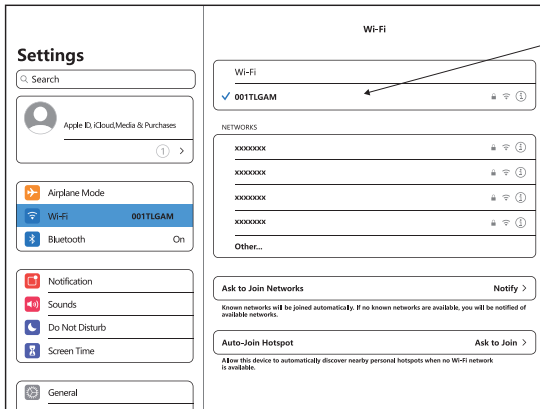 Settings
Search
Apple ID, iCloud,Media & Purchases
1
Airplane Mode
Wi-Fi 001TLGAM
Bluetooth On
Notification
Sounds
Do Not Disturb
Screen Time
General
Wi-Fi
Wi-Fi
001TLGAM
NETWORKS
xxxxxxx
xxxxxxx
xxxxxxx
xxxxxxx
Other...
Ask to Join Networks Notify >
Known networks will be joined automatically. If no known networks are available, you will be notified of
available networks.
Auto-Join Hotspot Ask to Join >
Allow this device to automatically discover nearby personal hotspots when no Wi-Fi network
is available.